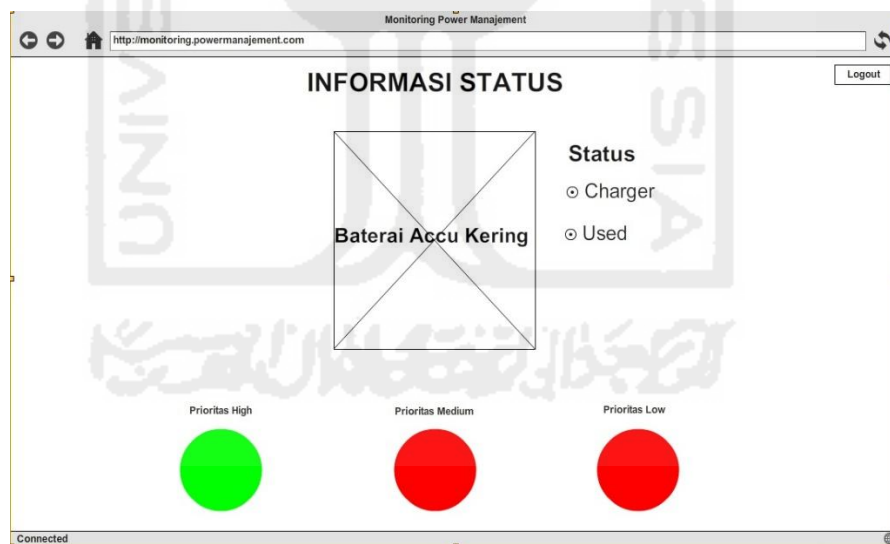 Monitoring Power Manajement
http://monitoring.powermanajement.com
Logout
INFORMASI STATUS
Status
Charger
Baterai Accu Kering
Used
Prioritas High
Prioritas Medium
Prioritas Low
Connected